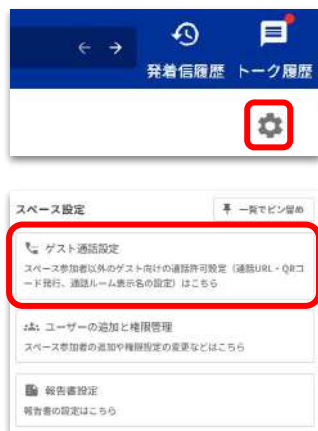 ← →
発着信履歴 トーク履歴
スペース設定
一覧でピン留め
ゲスト通話設定
スペース参加者以外のゲスト向けの通話許可設定（通話URL・QRコ
ード発行、通話ルーム表示名の設定）はこちら
ユーザーの追加と権限管理
スペース参加者の追加や権限設定の変更などはこちら
報告書設定
報告書の設定はこちら